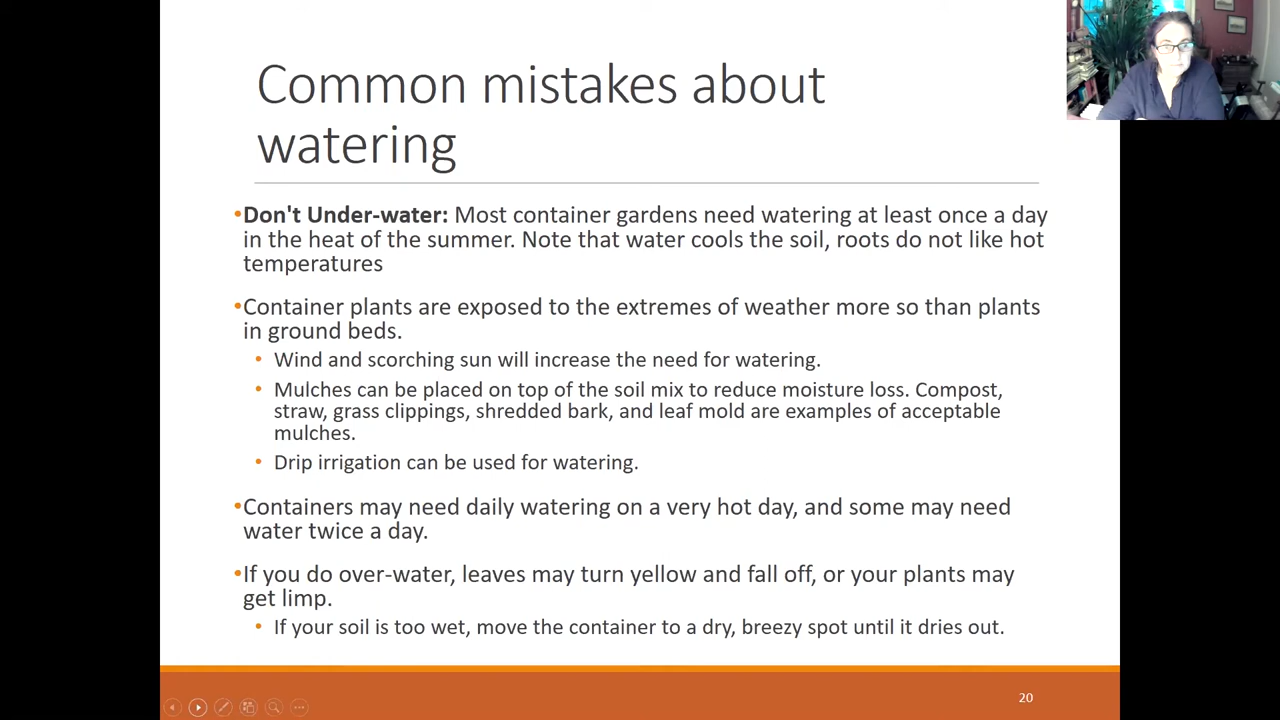 Common mistakes about
watering
•Don't Under-water: Most container gardens need watering at least once a day
in the heat of the summer. Note that water cools the soil, roots do not like hot
temperatures
•Container plants are exposed to the extremes of weather more so than plants
in ground beds.
• Wind and scorching sun will increase the need for watering.
• Mulches can be placed on top of the soil mix to reduce moisture loss. Compost,
straw, grass clippings, shredded bark, and leaf mold are examples of acceptable
mulches.
• Drip irrigation can be used for watering.
•Containers may need daily watering on a very hot day, and some may need
water twice a day.
•If you do over-water, leaves may turn yellow and fall off, or your plants may
get limp.
• If your soil is too wet, move the container to a dry, breezy spot until it dries out.
20